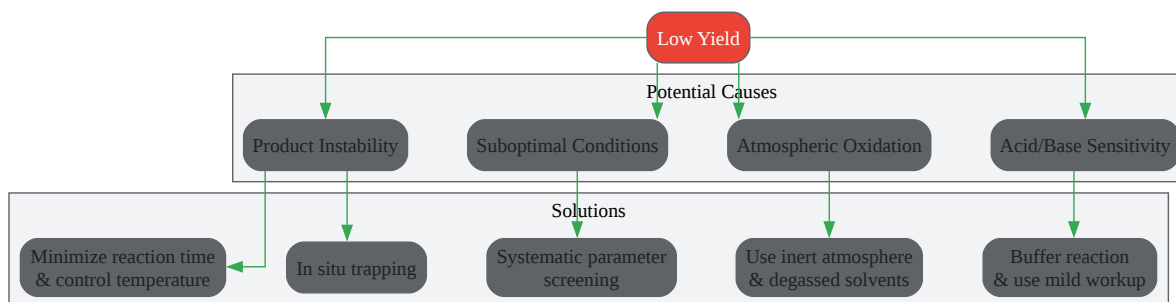 Low Yield
Potential Causes
Product Instability
Suboptimal Conditions
Atmospheric Oxidation
Acid/Base Sensitivity
Solutions
Minimize reaction time
& control temperature
In situ trapping
Systematic parameter
screening
Use inert atmosphere
& degassed solvents
Buffer reaction
& use mild workup